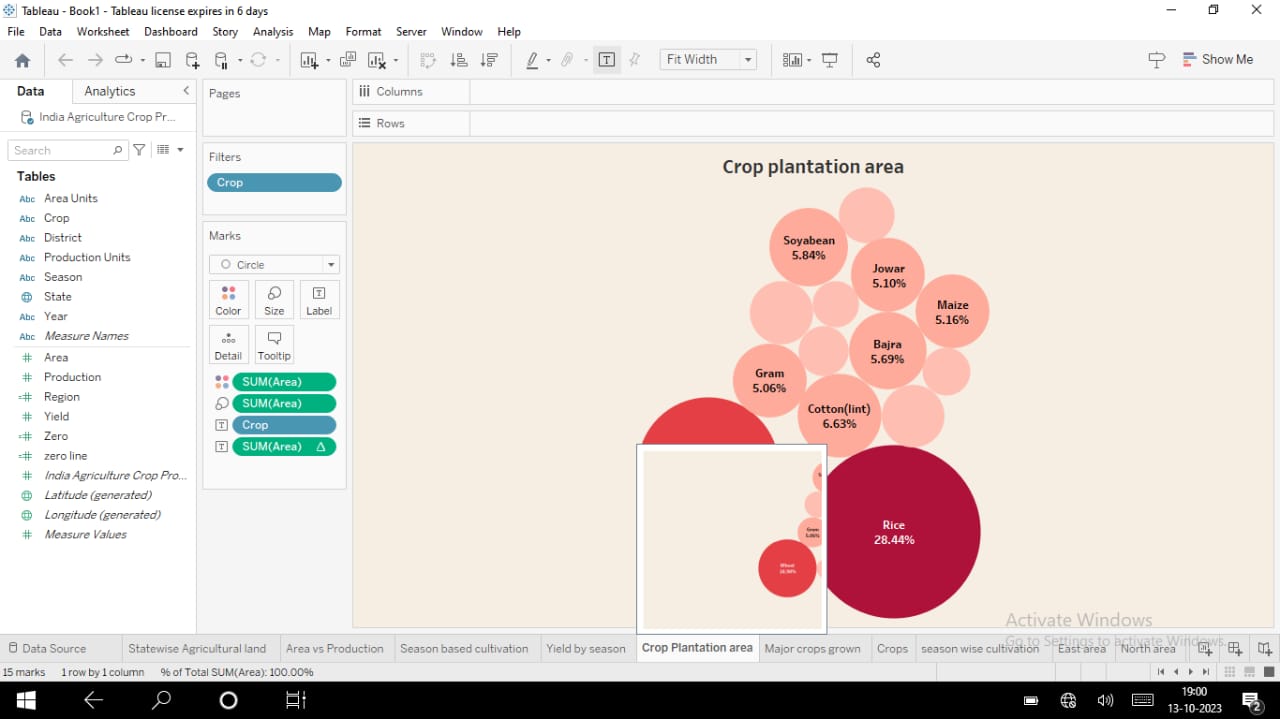 Tableau - Book1 - Tableau license expires in 6 days
File Data Worksheet Dashboard Story Analysis Map Format Server Window Help
Fit Width
Show Me
Data Analytics
India Agriculture Crop Pr...
Search
Tables
Abc Area Units
Abc Crop
Abc District
Abc Production Units
Abc Season
State
Abc Year
Abc Measure Names
# Area
# Production
=# Region
# Yield
=# Zero
=# zero line
# India Agriculture Crop Pro...
Latitude (generated)
Longitude (generated)
# Measure Values
Pages
Filters
Crop
Marks
Circle
Color Size Label
Detail Tooltip
SUM(Area)
SUM(Area)
Crop
SUM(Area) Δ
Columns
Rows
Crop plantation area
Soyabean
5.84%
Jowar
5.10%
Maize
5.16%
Bajra
5.69%
Gram
5.06%
Cotton(lint)
6.63%
Rice
28.44%
Gram
5.06%
Wheat
Activate Windows
Go to Settings to activate Windows.
Data Source Statewise Agricultural land Area vs Production Season based cultivation Yield by season Crop Plantation area Major crops grown Crops season wise cultivation East area North area
15 marks 1 row by 1 column % of Total SUM(Area): 100.00%
19:00
13-10-2023
2